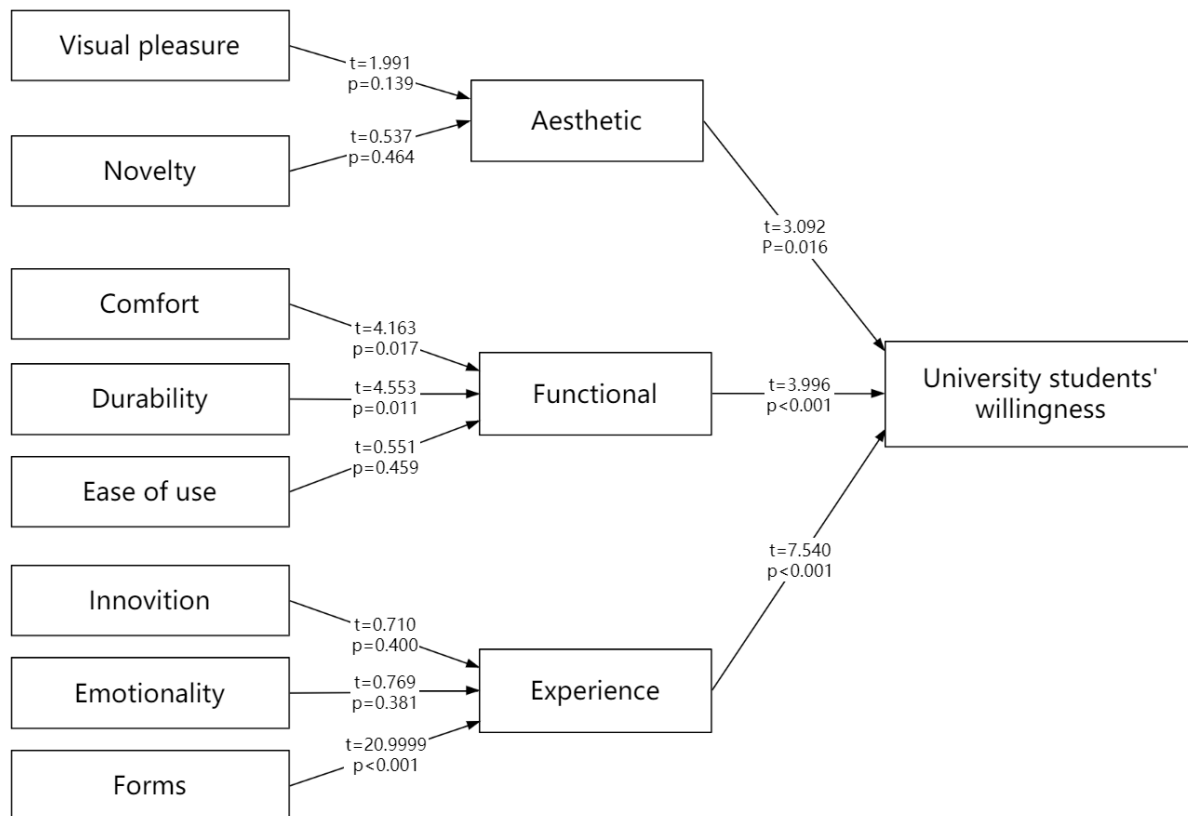 Visual pleasure
t=1.991
p=0.139
Aesthetic
Novelty
t=0.537
p=0.464
t=3.092
P=0.016
Comfort
t=4.163
p=0.017
Durability
t=4.553
p=0.011
Functional
t=3.996
p<0.001
University students'
willingness
Ease of use
t=0.551
p=0.459
t=7.540
p<0.001
Innovition
t=0.710
p=0.400
Emotionality
t=0.769
p=0.381
Experience
Forms
t=20.9999
p<0.001